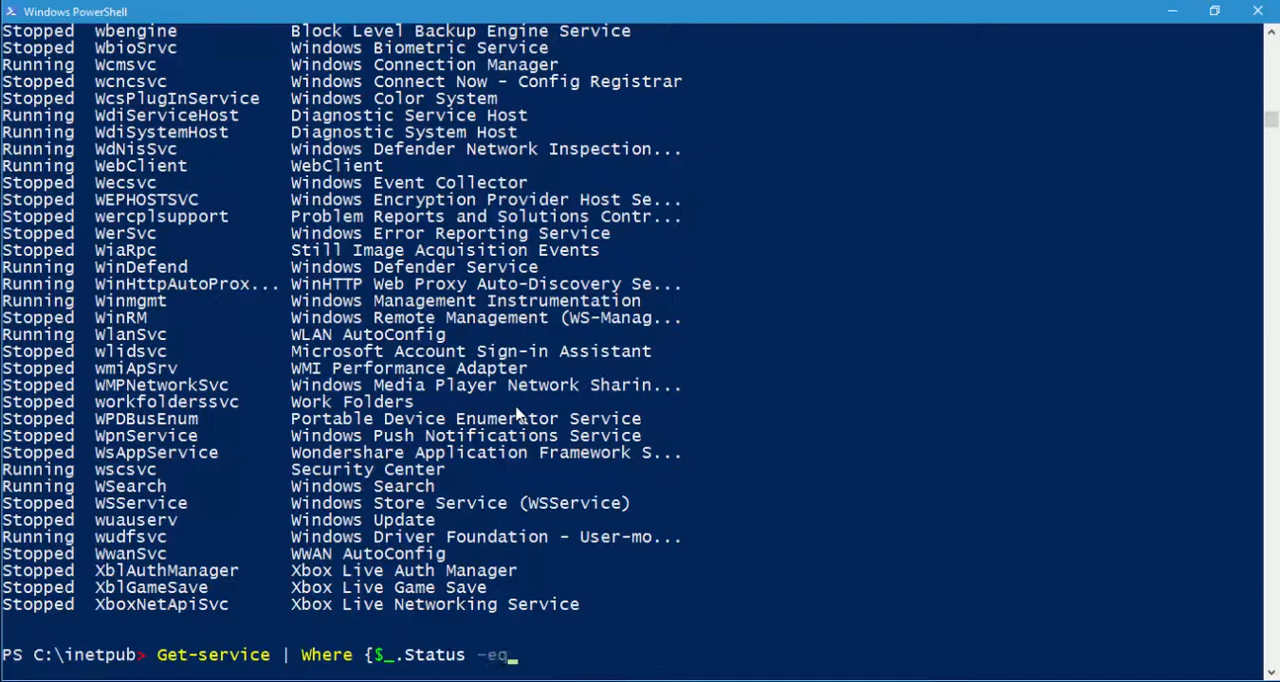 Windows PowerShell
Stopped wbengine Block Level Backup Engine Service
Stopped WbioSrvc Windows Biometric Service
Running Wcmsvc Windows Connection Manager
Stopped wcncsvc Windows Connect Now - Config Registrar
Stopped WcsPlugInService Windows Color System
Running WdiServiceHost Diagnostic Service Host
Running WdiSystemHost Diagnostic System Host
Running WdNisSvc Windows Defender Network Inspection...
Running WebClient WebClient
Stopped Wecsvc Windows Event Collector
Stopped WEPHOSTSVC Windows Encryption Provider Host Se...
Stopped wercplsupport Problem Reports and Solutions Contr...
Stopped WerSvc Windows Error Reporting Service
Stopped WiaRpc Still Image Acquisition Events
Running WinDefend Windows Defender Service
Running WinHttpAutoProx... WinHTTP Web Proxy Auto-Discovery Se...
Running Winmgmt Windows Management Instrumentation
Stopped WinRM Windows Remote Management (WS-Manag...
Running WlanSvc WLAN AutoConfig
Stopped wlidsvc Microsoft Account Sign-in Assistant
Stopped wmiApSrv WMI Performance Adapter
Stopped WMPNetworkSvc Windows Media Player Network Sharin...
Stopped workfolderssvc Work Folders
Stopped WPDBusEnum Portable Device Enumerator Service
Stopped WpnService Windows Push Notifications Service
Stopped WsAppService Wondershare Application Framework S...
Running wscsvc Security Center
Running WSearch Windows Search
Stopped WSService Windows Store Service (WSService)
Stopped wuauserv Windows Update
Running wudfsvc Windows Driver Foundation - User-mo...
Stopped WwanSvc WWAN AutoConfig
Stopped XblAuthManager Xbox Live Auth Manager
Stopped XblGameSave Xbox Live Game Save
Stopped XboxNetApiSvc Xbox Live Networking Service
PS C:\inetpub> Get-service | Where {$_.Status -eq